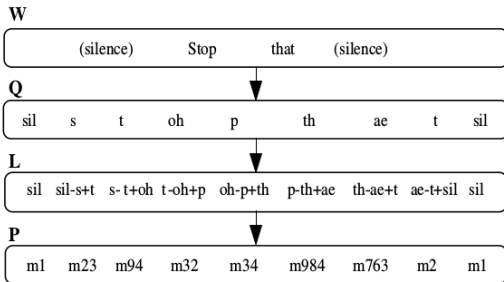 W
(silence) Stop that (silence)
Q
sil s t oh p th ae t sil
L
sil sil-s+t s-t+oh t-oh+p oh-p+th p-th+ae th-ae+t ae-t+sil sil
P
m1 m23 m94 m32 m34 m984 m763 m2 m1